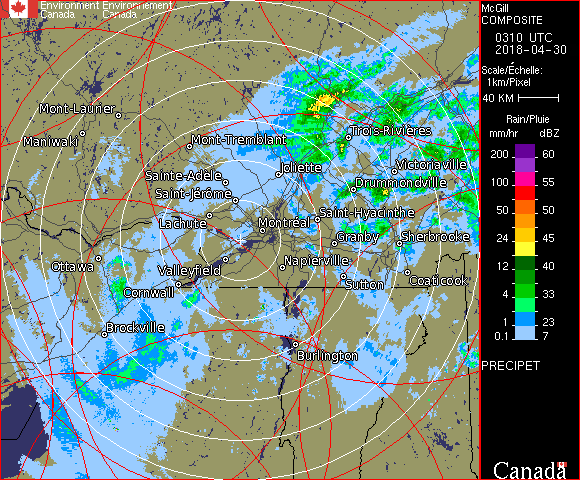 Environment Environnement
Canada Canada
McGill
COMPOSITE
0310 UTC
2018-04-30
Scale/Échelle:
1km/Pixel
40 KM
Rain/Pluie
mm/hr dBZ
200 60
100 55
50 50
24 45
12 40
4 33
1 23
0.1 7
PRECIPET
Canada
Mont-Laurier
Maniwaki
Mont-Tremblant
Trois-Rivières
Joliette
Victoriaville
Sainte-Adele
Drummondville
Saint-Jérôme
Lachute
Montréal
Saint-Hyacinthe
Granby
Sherbrooke
Ottawa
Valleyfield
Napierville
Cornwall
Sutton
Coaticook
Brockville
Burlington